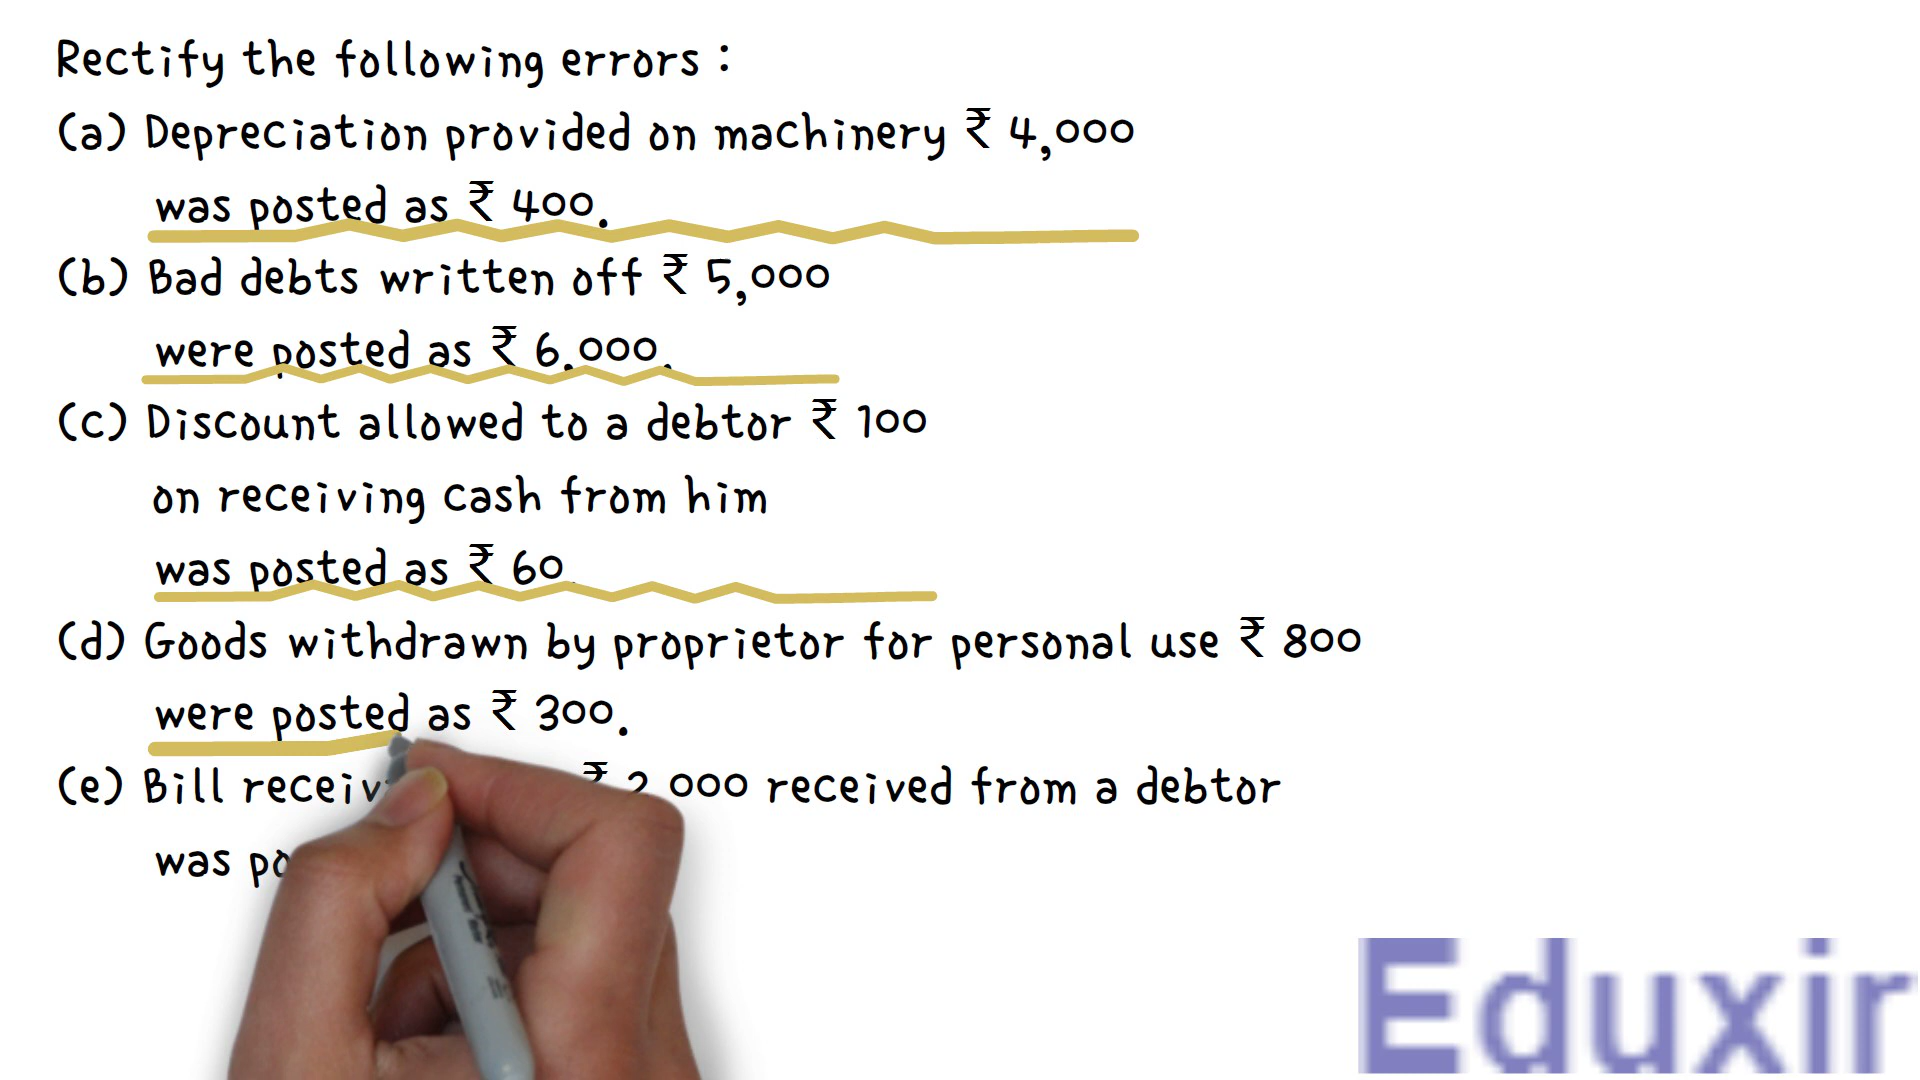 Rectify the following errors :
(a) Depreciation provided on machinery ₹ 4,000
was posted as ₹ 400.
(b) Bad debts written off ₹ 5,000
were posted as ₹ 6,000.
(c) Discount allowed to a debtor ₹ 100
on receiving cash from him
was posted as ₹ 60.
(d) Goods withdrawn by proprietor for personal use ₹ 800
were posted as ₹ 300.
(e) Bill ₹ 2,000 received from a debtor
was
Eduxir